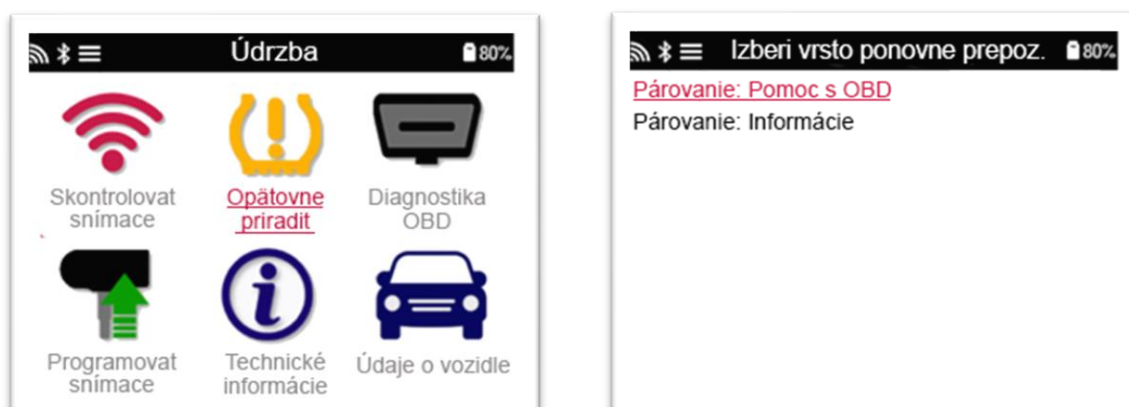 Údrzba
80%
Skontrolovat
snímace
Opätovne
priradit
Diagnostika
OBD
Programovat
snímace
Technické
informácie
Údaje o vozidle
Izberi vrsto ponovne prepoz.
80%
Párovanie: Pomoc s OBD
Párovanie: Informácie